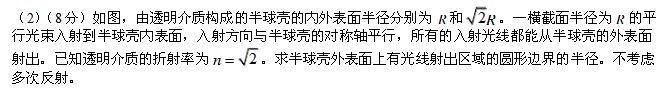 (2)(8分)如图，由透明介质构成的半球壳的内外表面半径分别为 R和√2R。一横截面半径为 R 的平
行光束入射到半球壳内表面，入射方向与半球壳的对称轴平行，所有的入射光线都能从半球壳的外表面
射出。已知透明介质的折射率为n=√2。求半球壳外表面上有光线射出区域的圆形边界的半径。不考虑
多次反射。